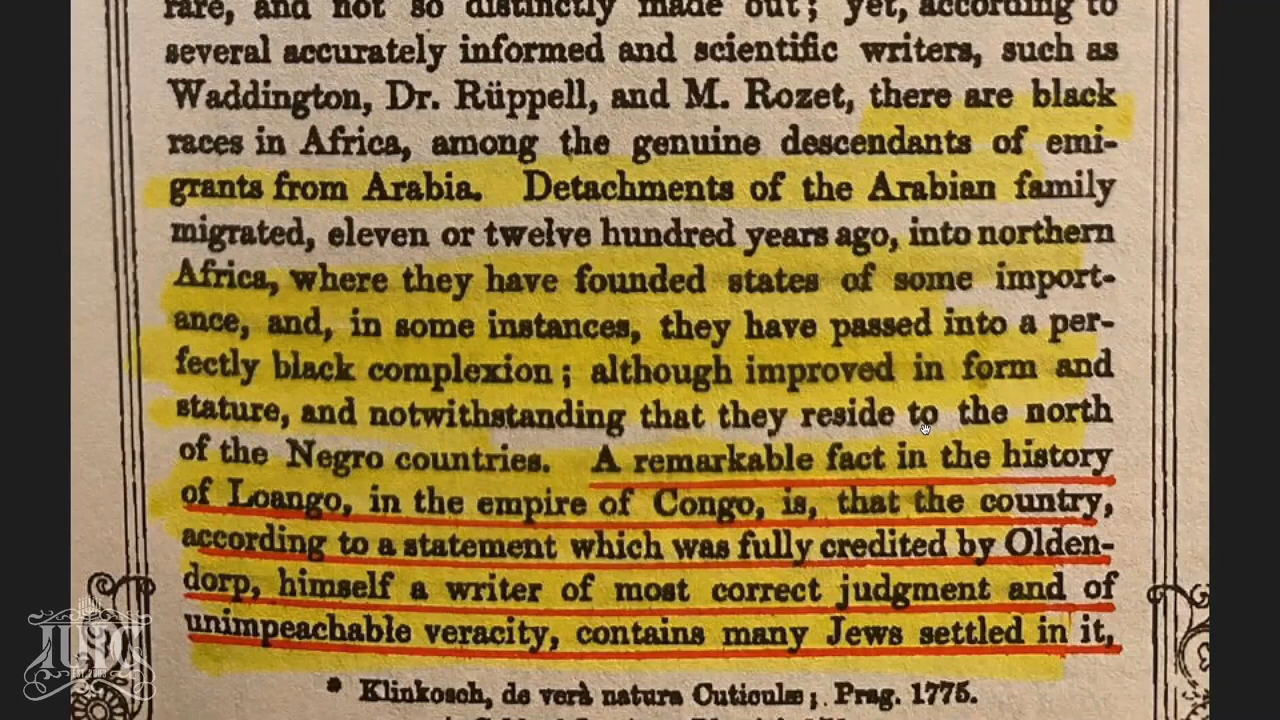 rare, and not so distinctly made out; yet, according to
several accurately informed and scientific writers, such as
Waddington, Dr. Rüppell, and M. Rozet, there are black
races in Africa, among the genuine descendants of emi-
grants from Arabia. Detachments of the Arabian family
migrated, eleven or twelve hundred years ago, into northern
Africa, where they have founded states of some import-
ance, and, in some instances, they have passed into a per-
fectly black complexion; although improved in form and
stature, and notwithstanding that they reside to the north
of the Negro countries. A remarkable fact in the history
of Loango, in the empire of Congo, is, that the country,
according to a statement which was fully credited by Olden-
dorp, himself a writer of most correct judgment and of
unimpeachable veracity, contains many Jews settled in it,
* Klinkosch, de verà natura Cuticulæ; Prag. 1775.
IUDC